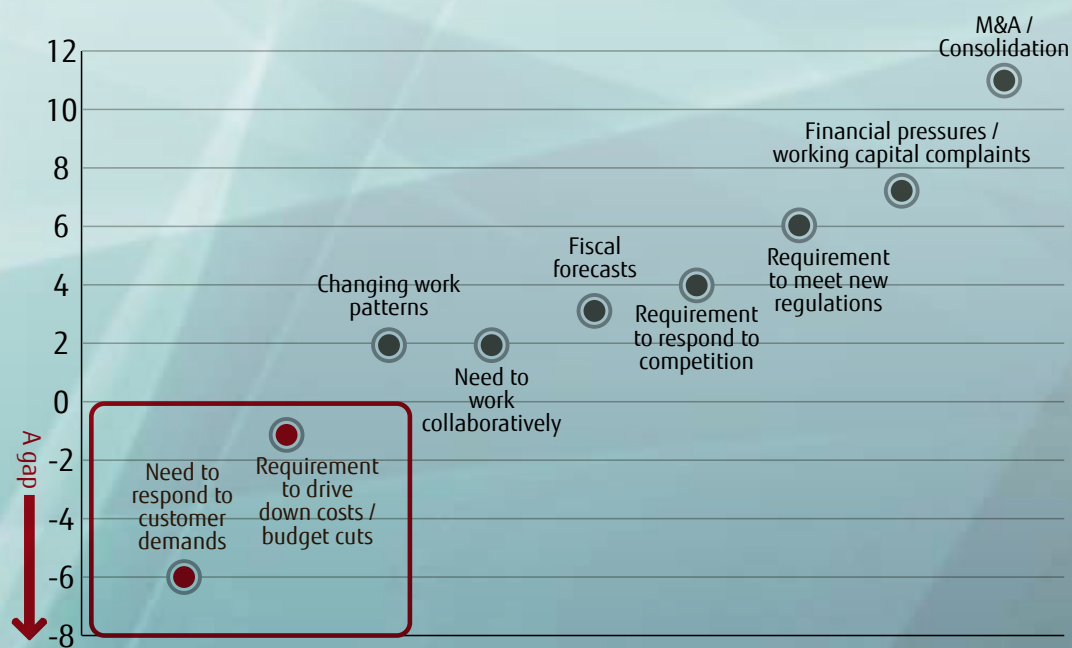 M&A /
Consolidation
12
10
Financial pressures /
working capital complaints
8
6
Fiscal
forecasts
Requirement
to meet new
regulations
Changing work
patterns
4
Requirement
to respond to
competition
2
Need to
work
collaboratively
0
A gap
-2
Need to
respond to
customer
demands
Requirement
to drive
down costs /
budget cuts
-4
-6
-8